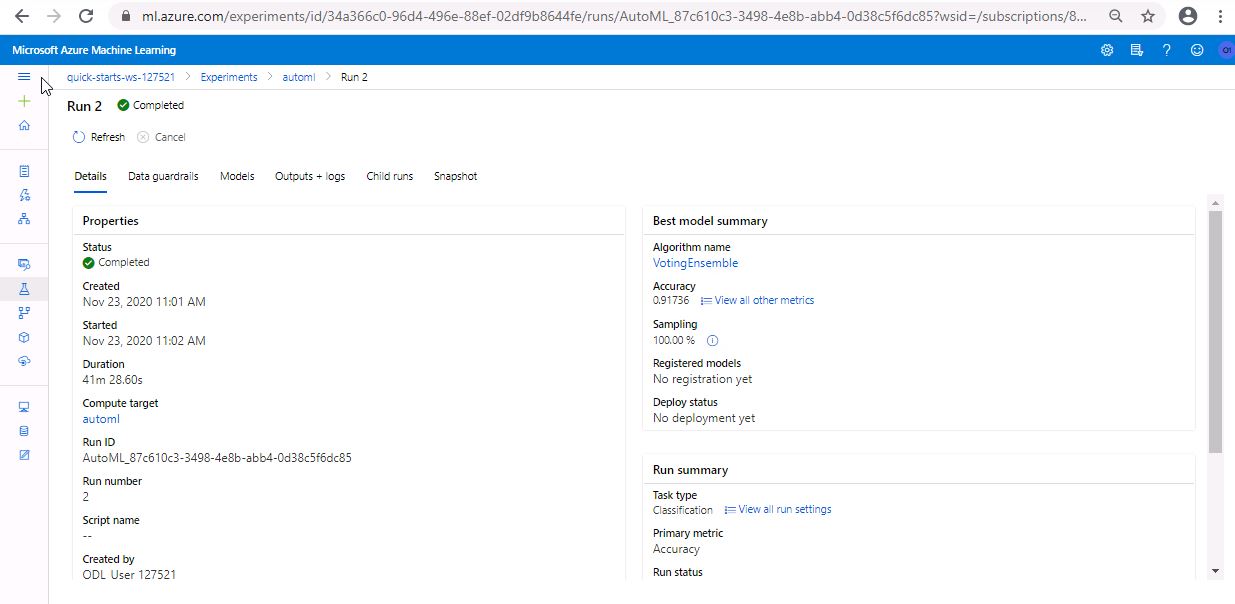 ml.azure.com/experiments/id/34a366c0-96d4-496e-88ef-02df9b8644fe/runs/AutoML_87c610c3-3498-4e8b-abb4-0d38c5f6dc85?wsid=/subscriptions/8...
Microsoft Azure Machine Learning
quick-starts-ws-127521 > Experiments > automl > Run 2
Run 2 Completed
Refresh Cancel
Details Data guardrails Models Outputs + logs Child runs Snapshot
Properties
Status
Completed
Created
Nov 23, 2020 11:01 AM
Started
Nov 23, 2020 11:02 AM
Duration
41m 28.60s
Compute target
automl
Run ID
AutoML_87c610c3-3498-4e8b-abb4-0d38c5f6dc85
Run number
2
Script name
--
Created by
ODL User 127521
Best model summary
Algorithm name
VotingEnsemble
Accuracy
0.91736 View all other metrics
Sampling
100.00 %
Registered models
No registration yet
Deploy status
No deployment yet
Run summary
Task type
Classification View all run settings
Primary metric
Accuracy
Run status